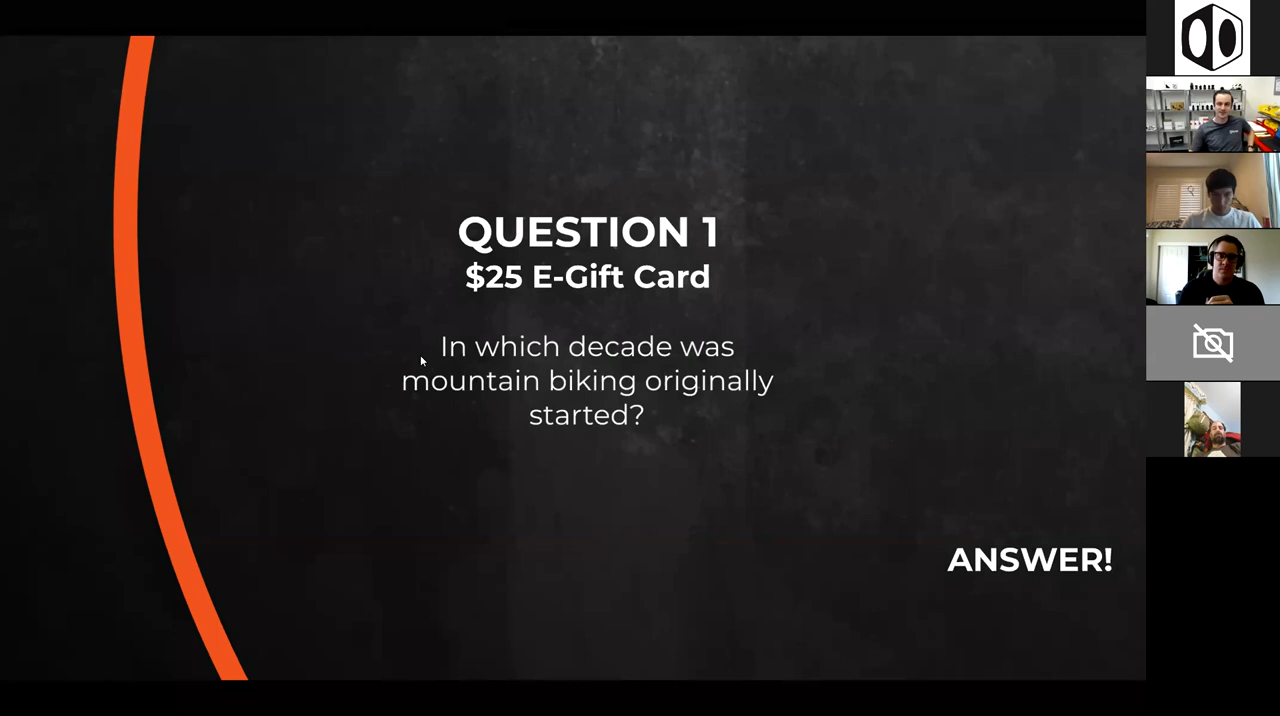 QUESTION 1
$25 E-Gift Card
In which decade was
mountain biking originally
started?
ANSWER!